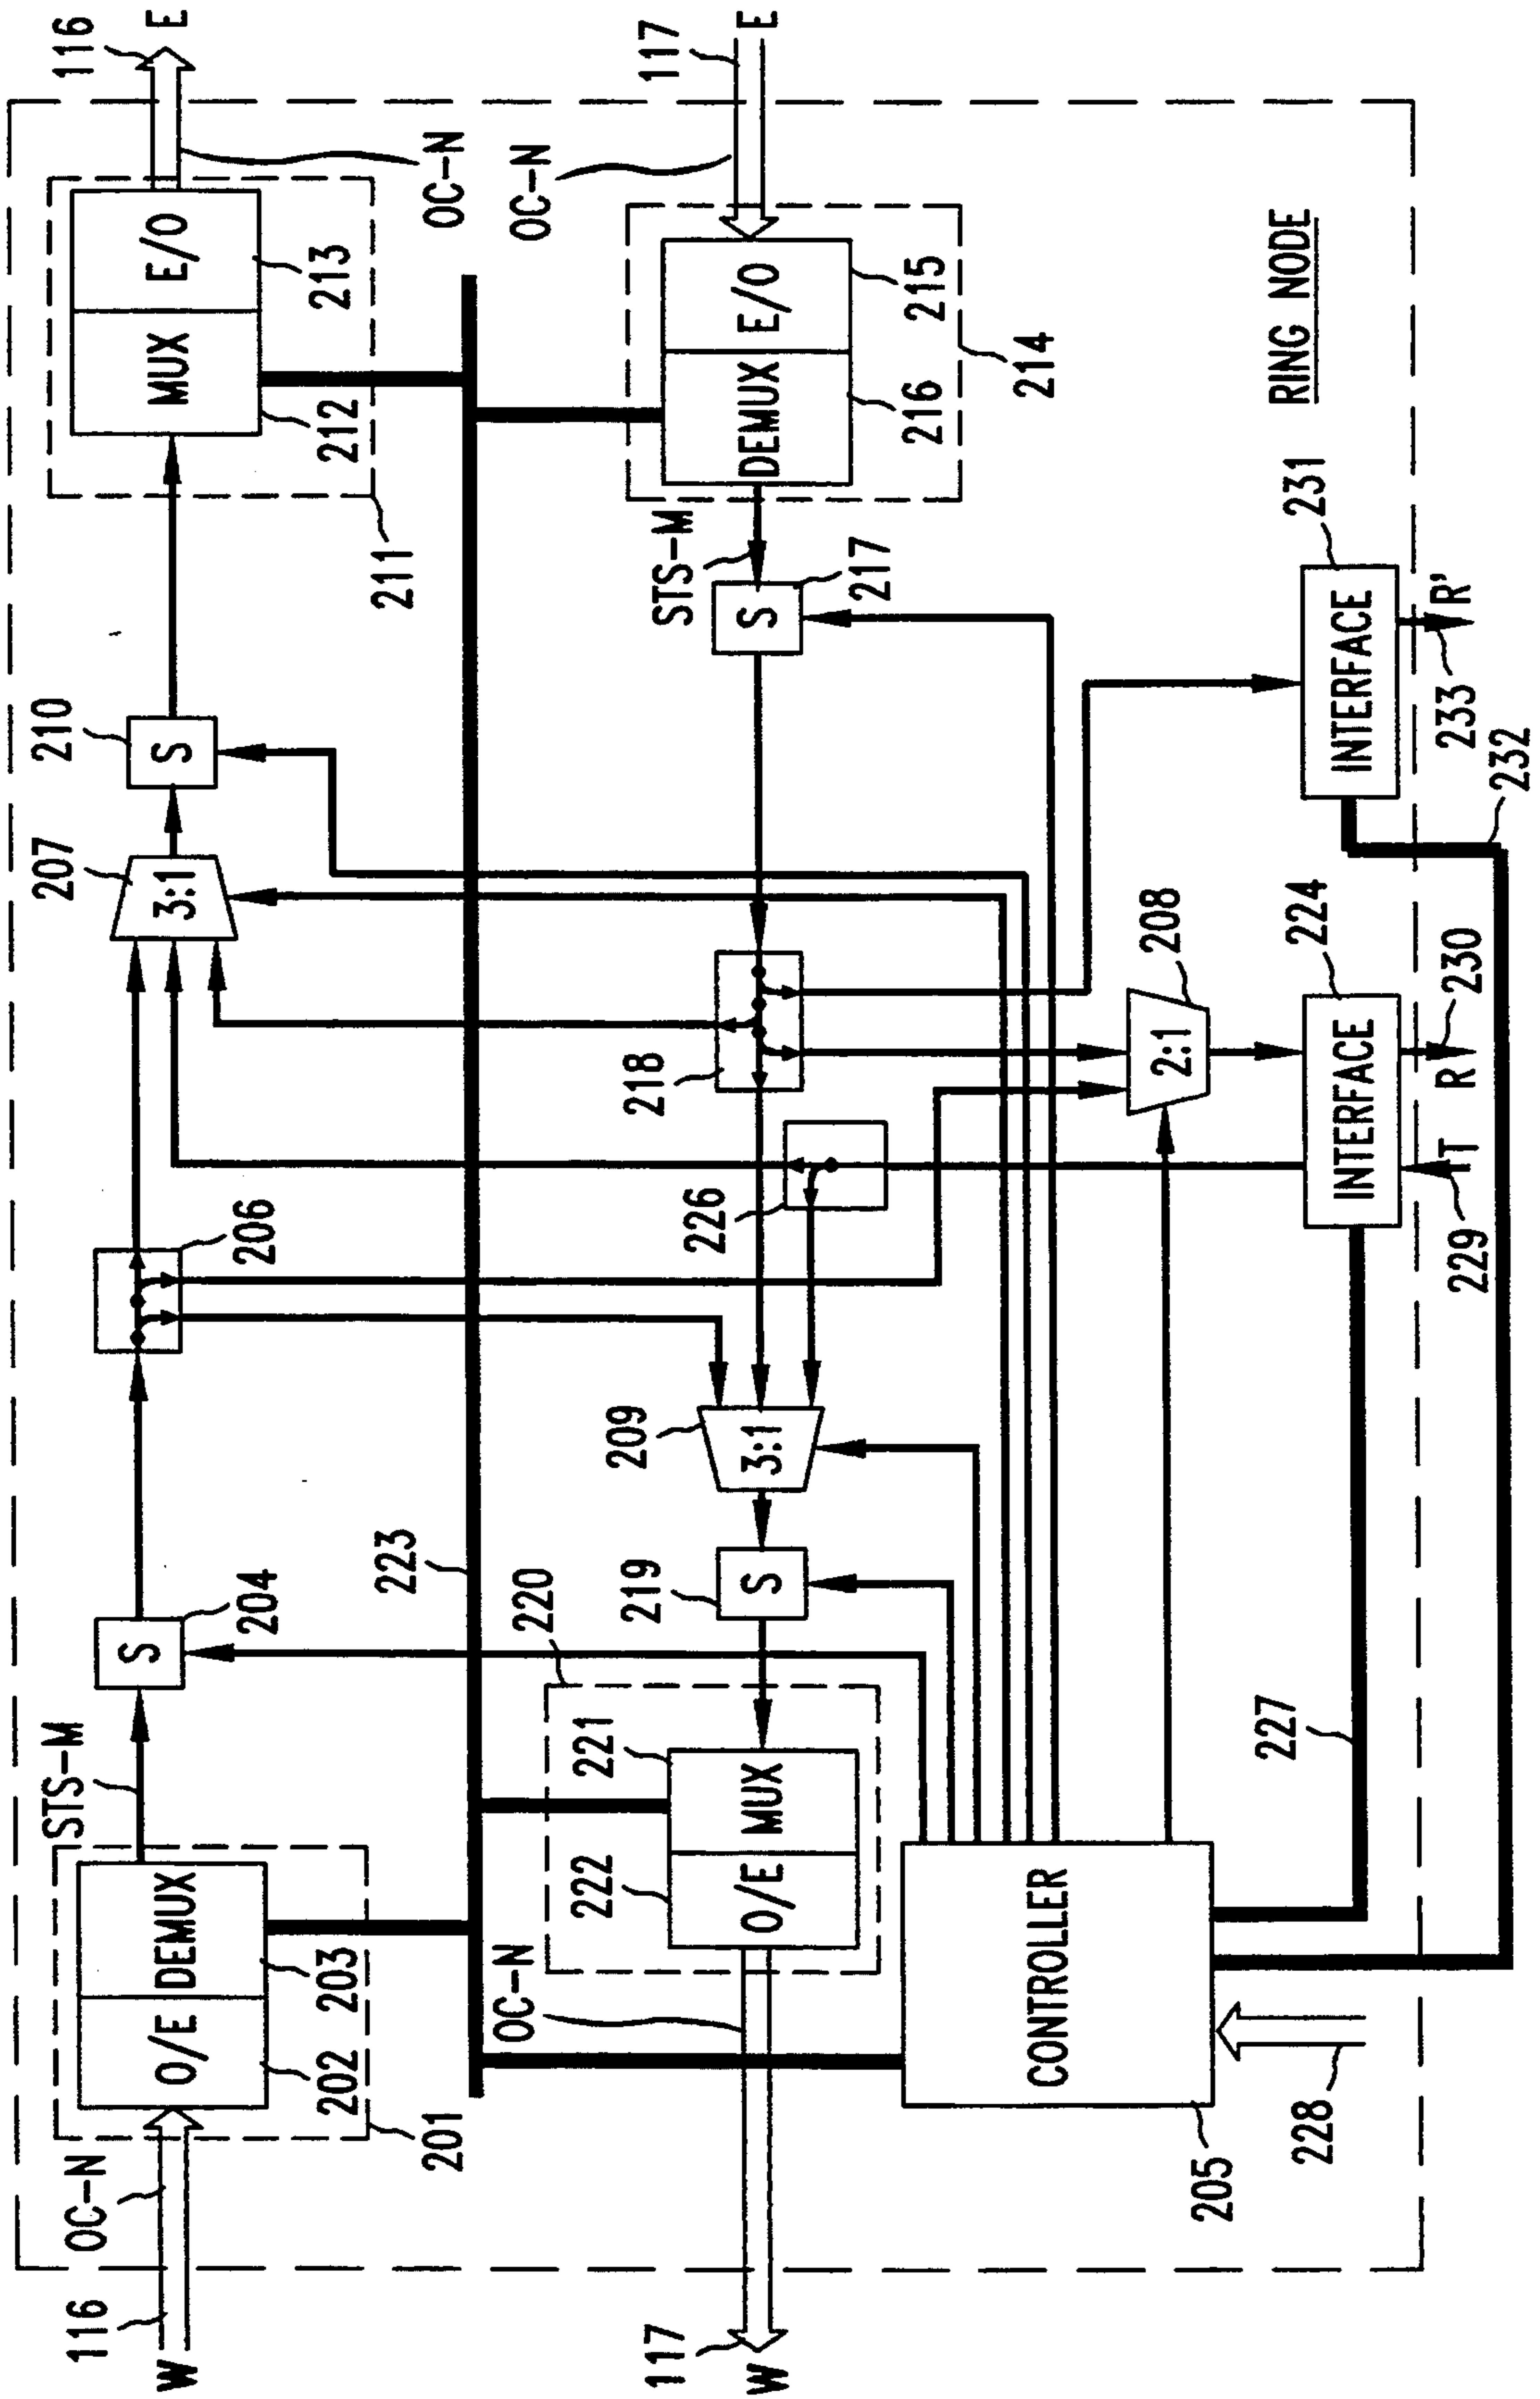 116
W
OC-N
O/E
202
DEMUX
203
201
STS-M
S
204
206
3:1
207
S
210
MUX
212
E/O
213
211
116
E
OC-N
223
117
W
OC-N
O/E
222
MUX
221
220
S
219
3:1
209
226
218
S
217
STS-M
DEMUX
216
E/O
215
214
OC-N
117
E
CONTROLLER
205
228
227
2:1
208
INTERFACE
224
T
229
R
230
INTERFACE
231
R'
233
232
RING NODE